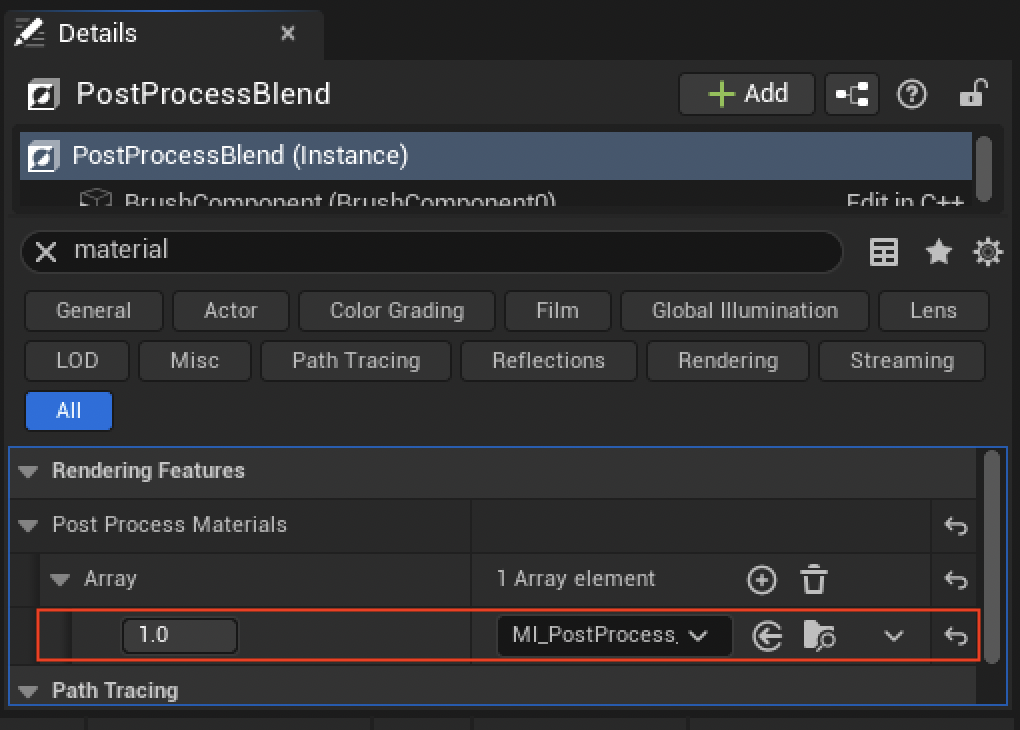 Details
PostProcessBlend
Add
PostProcessBlend (Instance)
BrushComponent (BrushComponent0) Edit in C++
material
General Actor Color Grading Film Global Illumination Lens
LOD Misc Path Tracing Reflections Rendering Streaming
All
Rendering Features
Post Process Materials
Array 1 Array element
1.0 MI_PostProcess_
Path Tracing